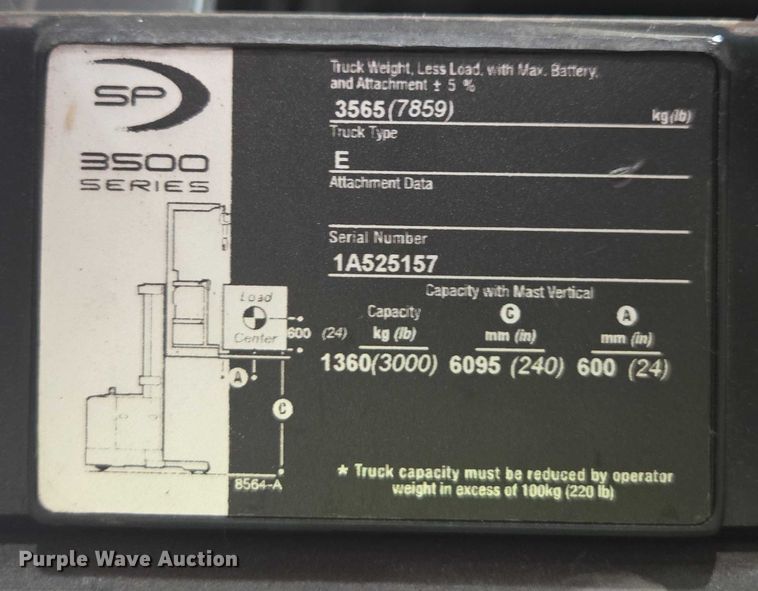 SP
3500
SERIES
Truck Weight, Less Load, with Max. Battery,
and Attachment ± 5 %
3565 (7859) kg (lb)
Truck Type
E
Attachment Data
Serial Number
1A525157
Capacity with Mast Vertical
Capacity C A
kg (lb) mm (in) mm (in)
1360 (3000) 6095 (240) 600 (24)
Load
Center
600 (24)
A
C
8564-A
* Truck capacity must be reduced by operator
weight in excess of 100kg (220 lb)
Purple Wave Auction